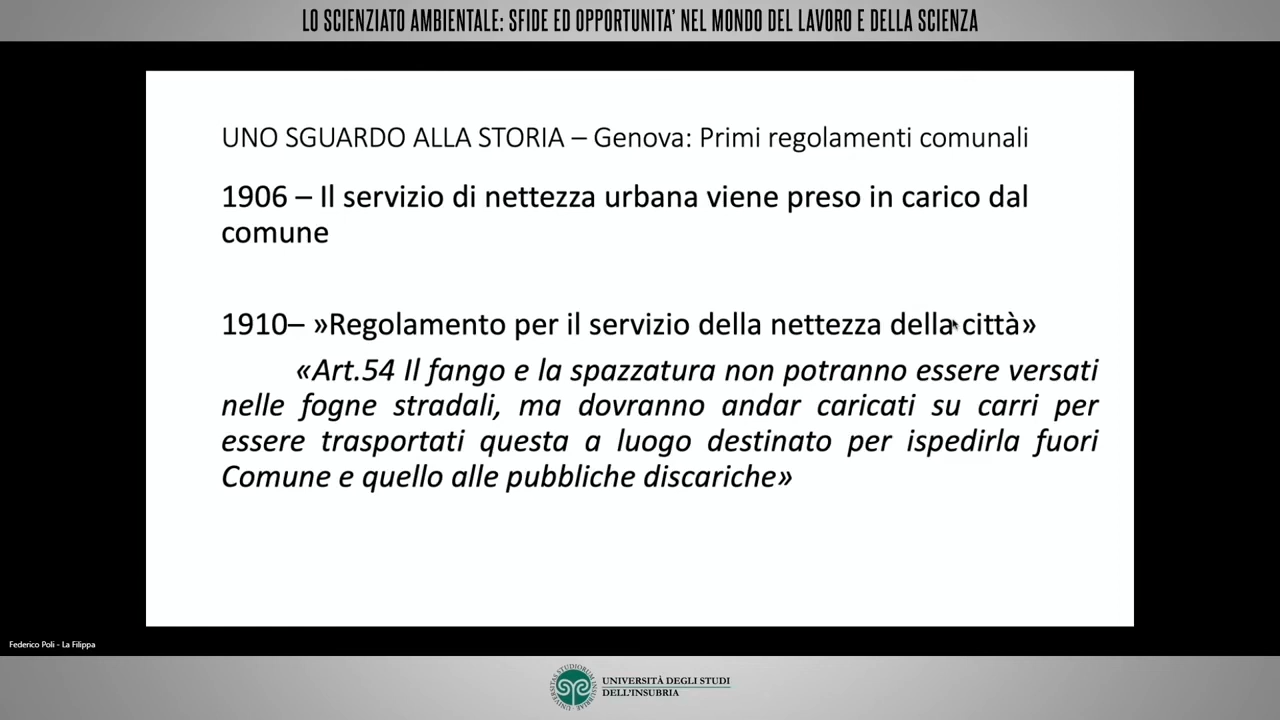 LO SCIENZIATO AMBIENTALE: SFIDE ED OPPORTUNITA' NEL MONDO DEL LAVORO E DELLA SCIENZA
UNO SGUARDO ALLA STORIA – Genova: Primi regolamenti comunali
1906 – Il servizio di nettezza urbana viene preso in carico dal
comune
1910– »Regolamento per il servizio della nettezza della città»
«Art.54 Il fango e la spazzatura non potranno essere versati
nelle fogne stradali, ma dovranno andar caricati su carri per
essere trasportati questa a luogo destinato per ispedirla fuori
Comune e quello alle pubbliche discariche»
Federico Poli - La Filippa
UNIVERSITÀ DEGLI STUDI
DELL'INSUBRIA